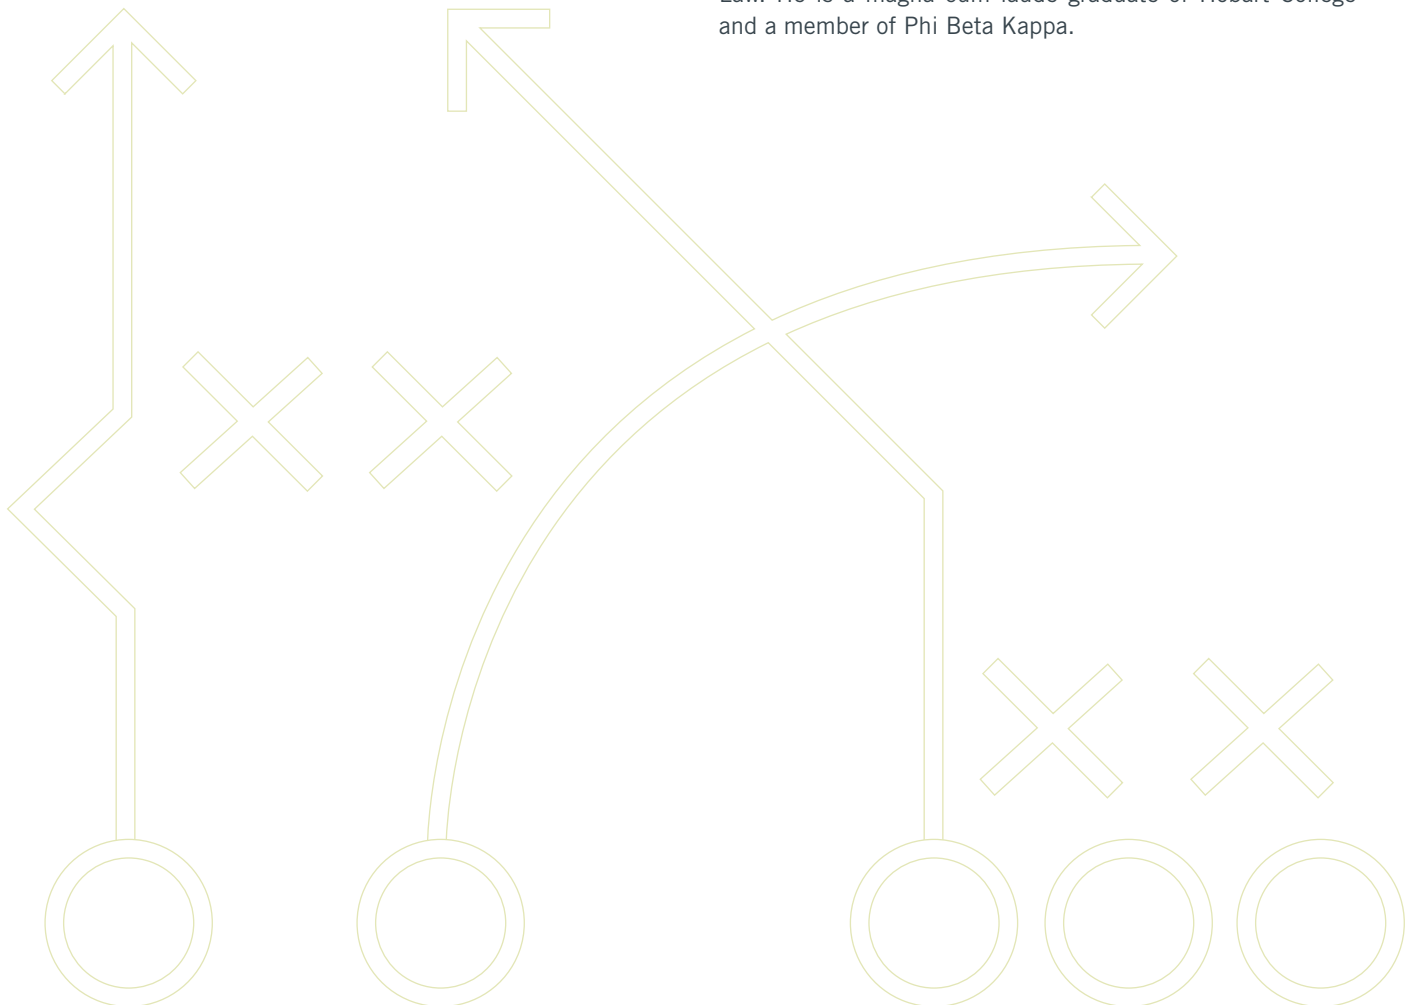 Law. He is a magna cum laude graduate of Hobart College
and a member of Phi Beta Kappa.